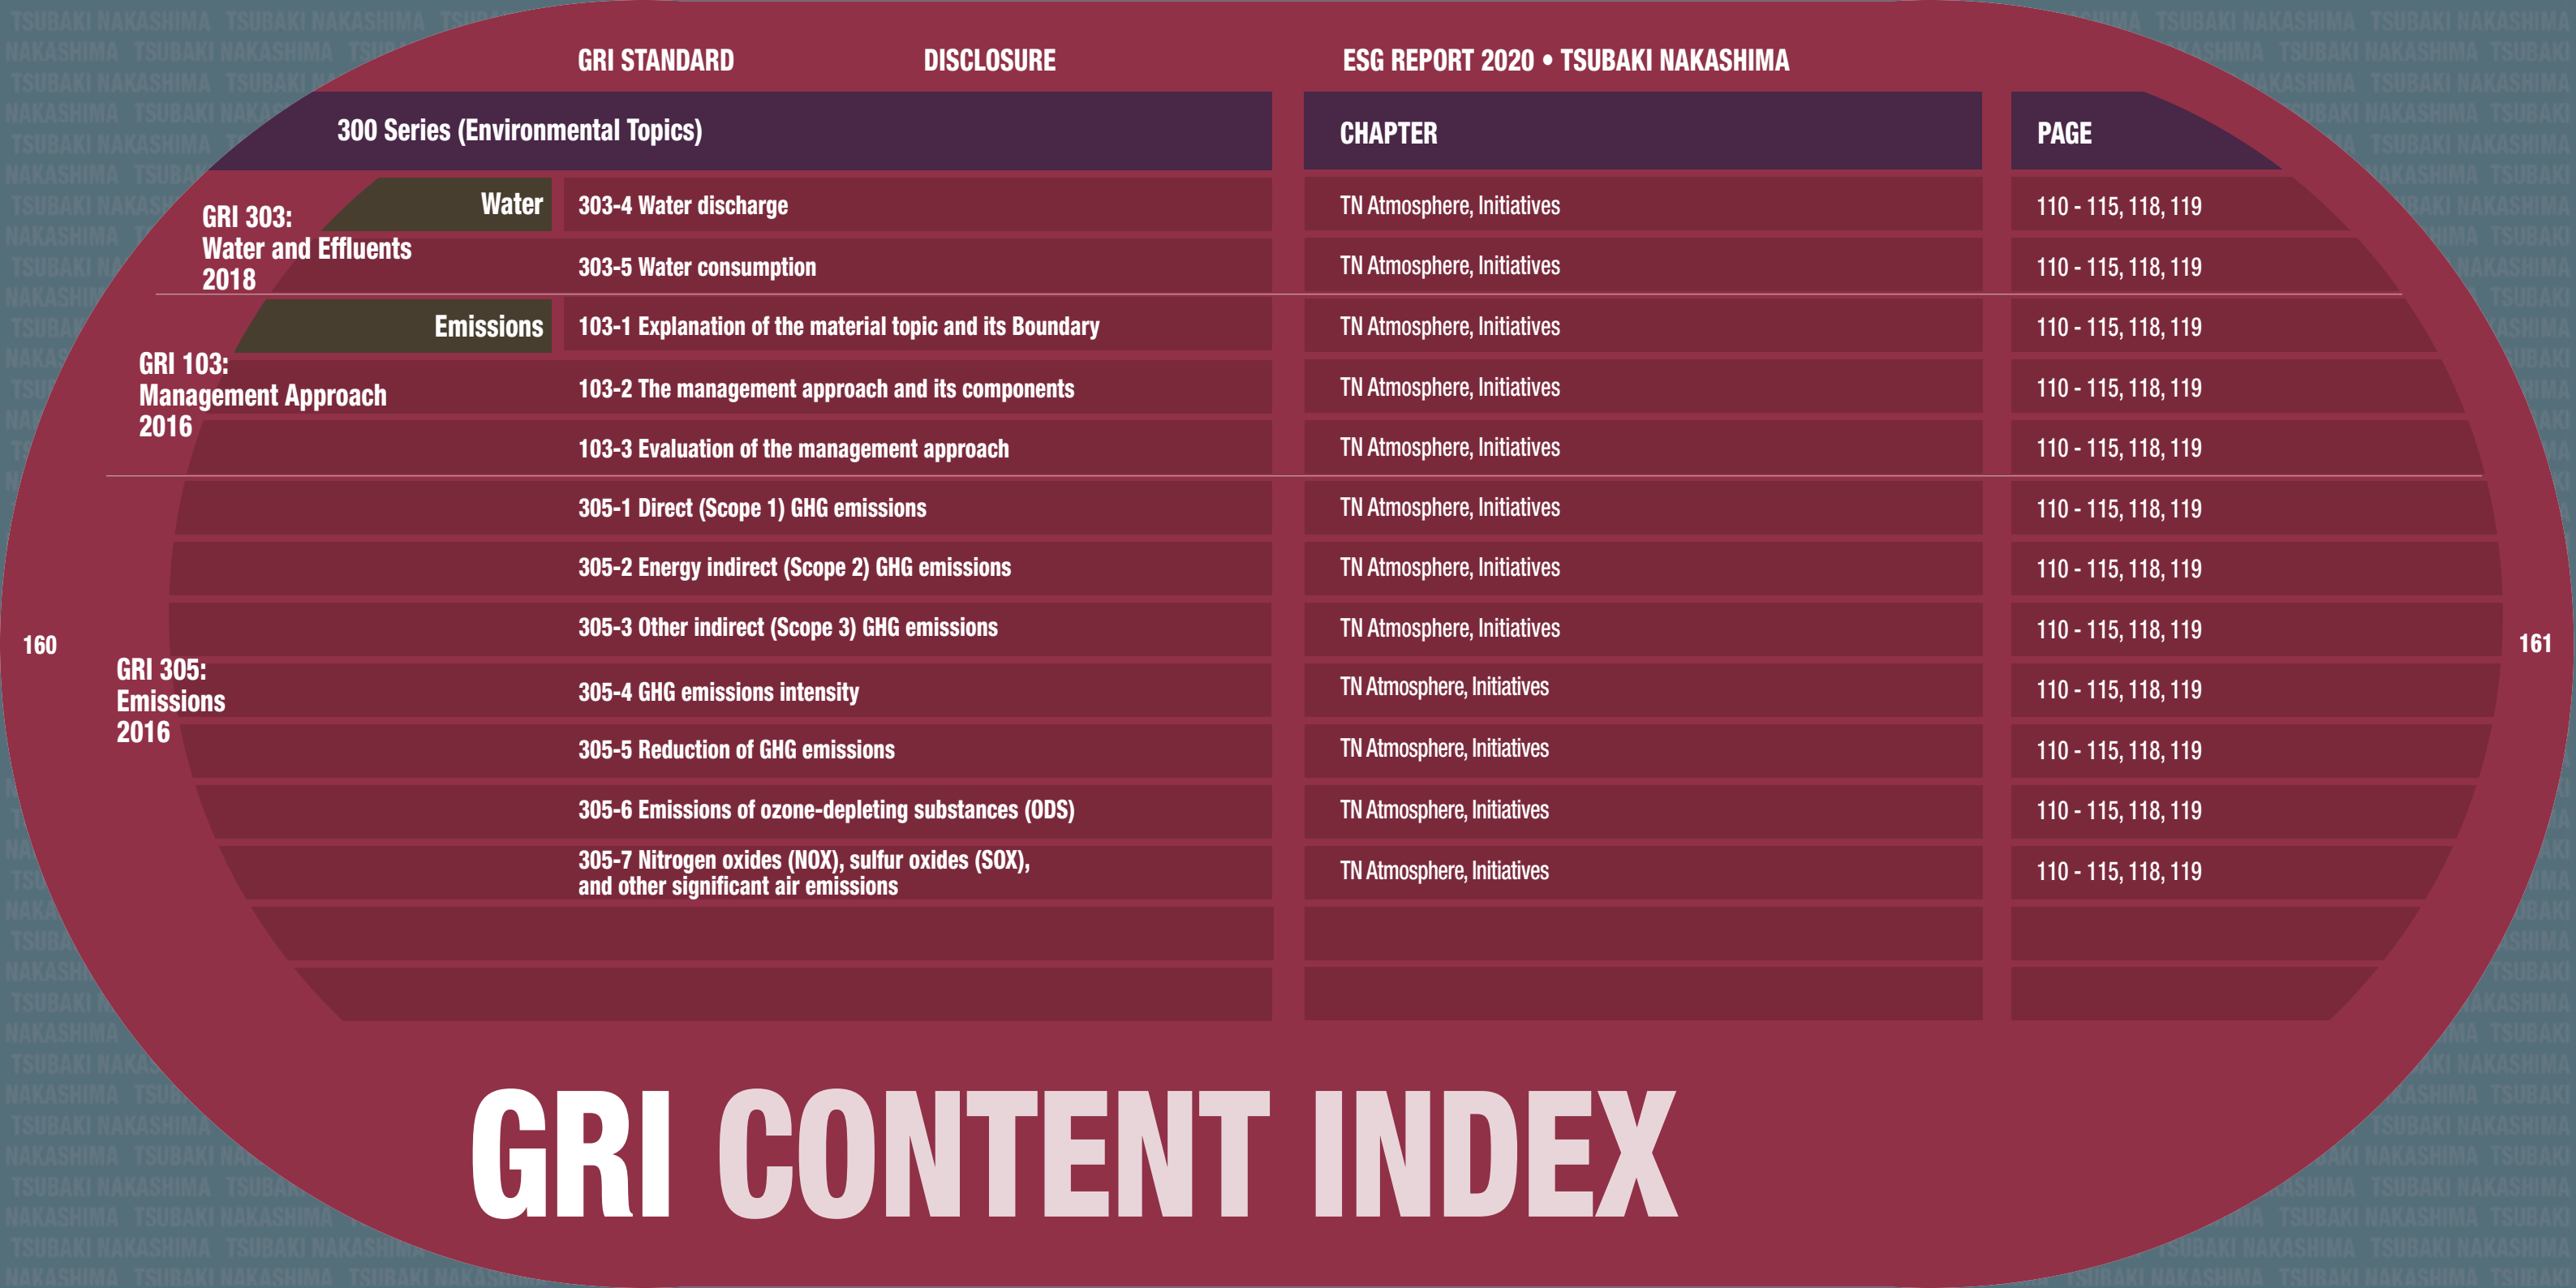 GRI STANDARD DISCLOSURE ESG REPORT 2020 • TSUBAKI NAKASHIMA
300 Series (Environmental Topics) CHAPTER PAGE
GRI 303:
Water and Effluents
2018
Water 303-4 Water discharge TN Atmosphere, Initiatives 110 - 115, 118, 119
303-5 Water consumption TN Atmosphere, Initiatives 110 - 115, 118, 119
GRI 103:
Management Approach
2016
Emissions 103-1 Explanation of the material topic and its Boundary TN Atmosphere, Initiatives 110 - 115, 118, 119
103-2 The management approach and its components TN Atmosphere, Initiatives 110 - 115, 118, 119
103-3 Evaluation of the management approach TN Atmosphere, Initiatives 110 - 115, 118, 119
GRI 305:
Emissions
2016
305-1 Direct (Scope 1) GHG emissions TN Atmosphere, Initiatives 110 - 115, 118, 119
305-2 Energy indirect (Scope 2) GHG emissions TN Atmosphere, Initiatives 110 - 115, 118, 119
305-3 Other indirect (Scope 3) GHG emissions TN Atmosphere, Initiatives 110 - 115, 118, 119
305-4 GHG emissions intensity TN Atmosphere, Initiatives 110 - 115, 118, 119
305-5 Reduction of GHG emissions TN Atmosphere, Initiatives 110 - 115, 118, 119
305-6 Emissions of ozone-depleting substances (ODS) TN Atmosphere, Initiatives 110 - 115, 118, 119
305-7 Nitrogen oxides (NOX), sulfur oxides (SOX),
and other significant air emissions TN Atmosphere, Initiatives 110 - 115, 118, 119
160
161
GRI CONTENT INDEX